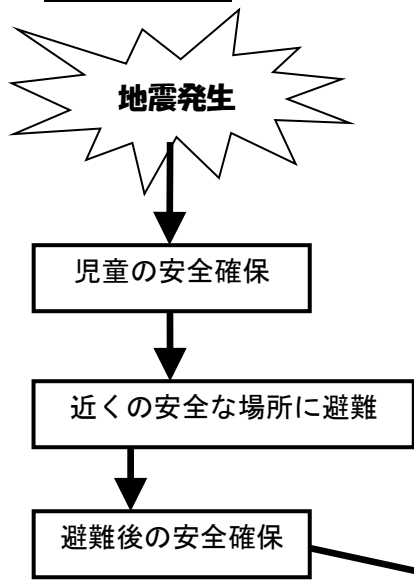 地震発生
児童の安全確保
近くの安全な場所に避難
避難後の安全確保